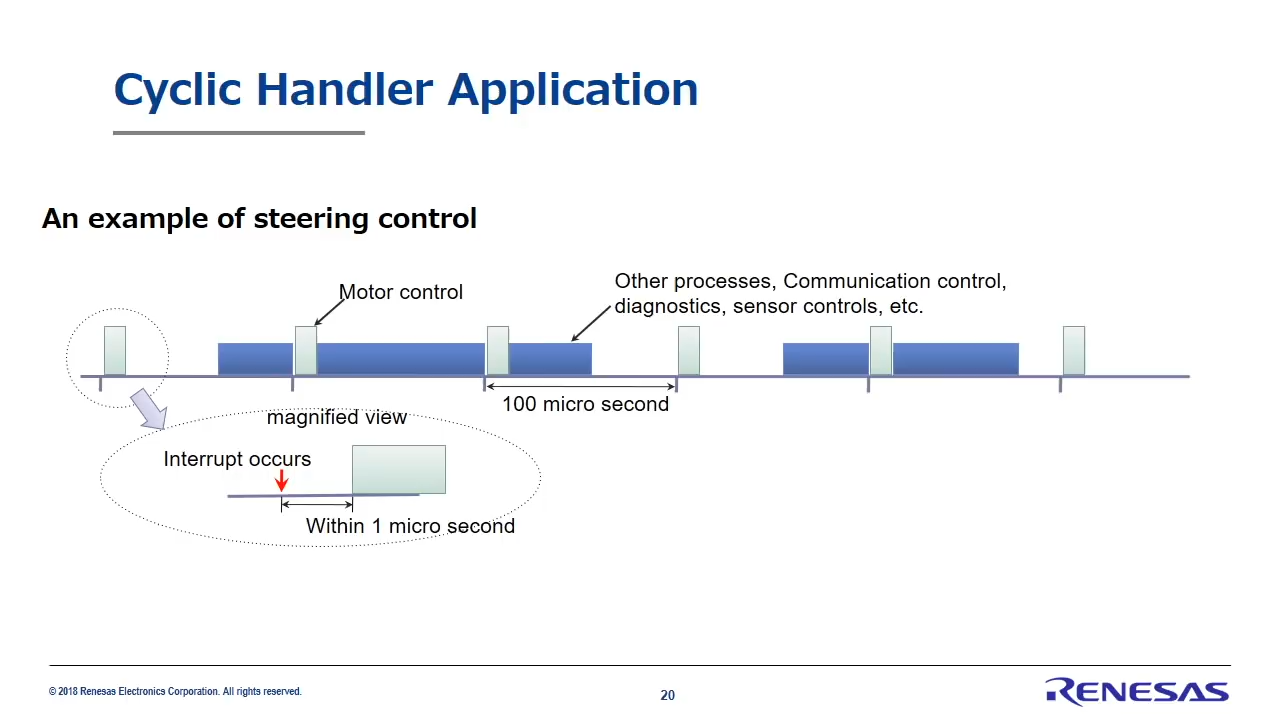 Cyclic Handler Application
An example of steering control
Motor control
Other processes, Communication control,
diagnostics, sensor controls, etc.
100 micro second
magnified view
Interrupt occurs
Within 1 micro second
© 2018 Renesas Electronics Corporation. All rights reserved.
20
RENESAS